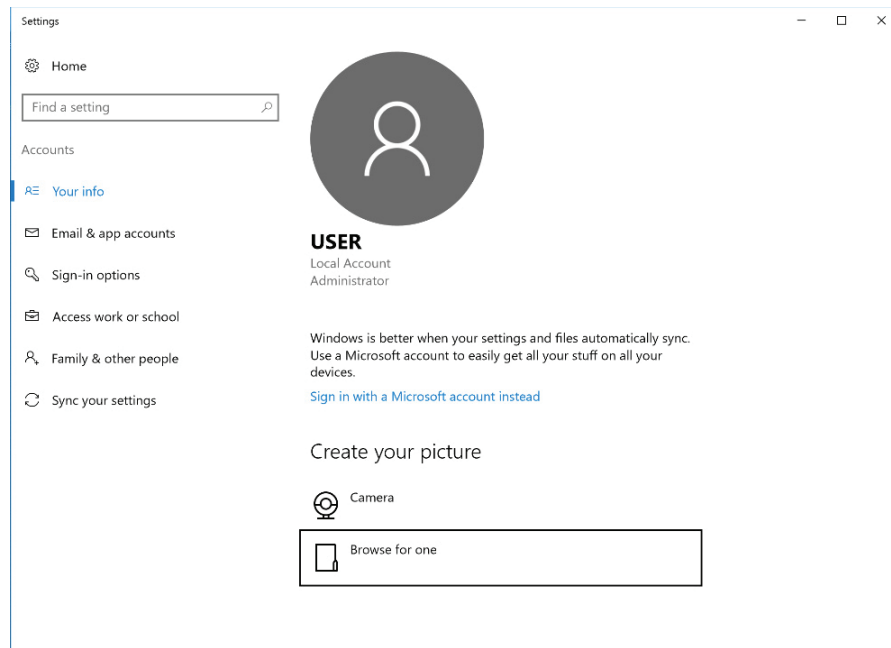 Settings
Home
Find a setting
Accounts
Your info
Email & app accounts
Sign-in options
Access work or school
Family & other people
Sync your settings
USER
Local Account
Administrator
Windows is better when your settings and files automatically sync.
Use a Microsoft account to easily get all your stuff on all your
devices.
Sign in with a Microsoft account instead
Create your picture
Camera
Browse for one